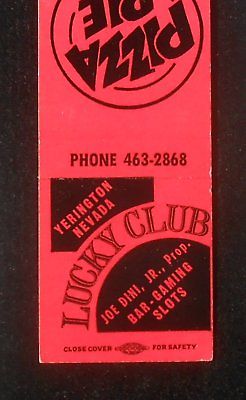 PIZZA
PIE
PHONE 463-2868
YERINGTON
NEVADA
LUCKY CLUB
JOE DINI, JR., Prop.
BAR-GAMING
SLOTS
CLOSE COVER FOR SAFETY